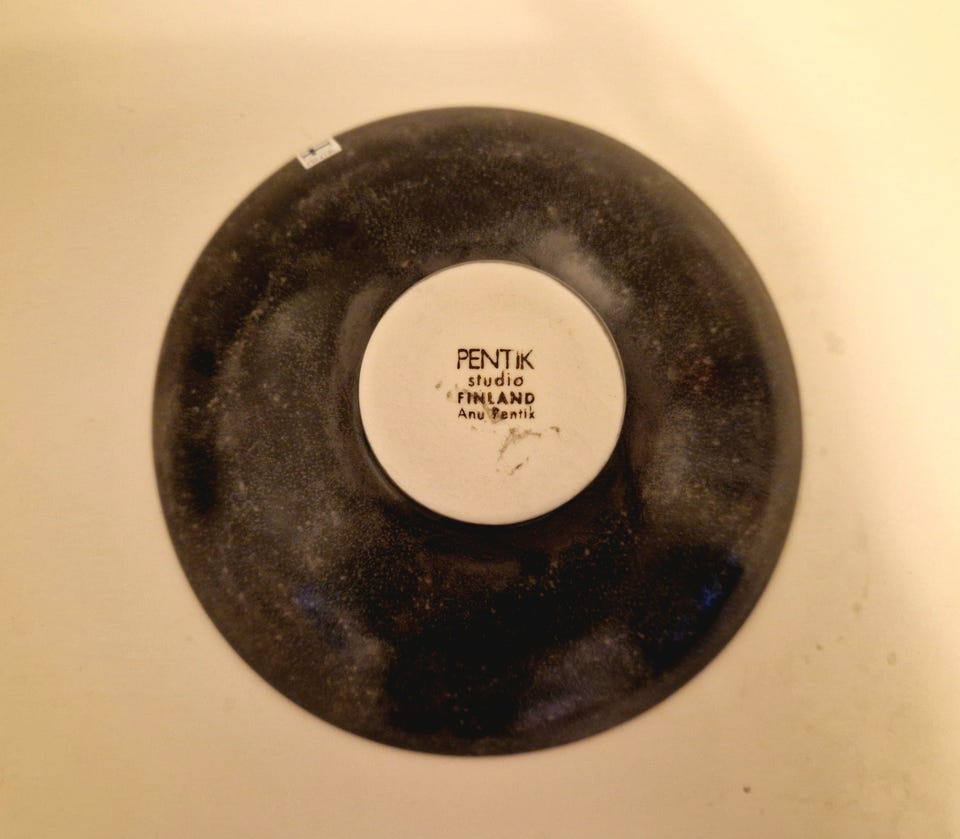 PENTIK
studio
FINLAND
Anu Pentik